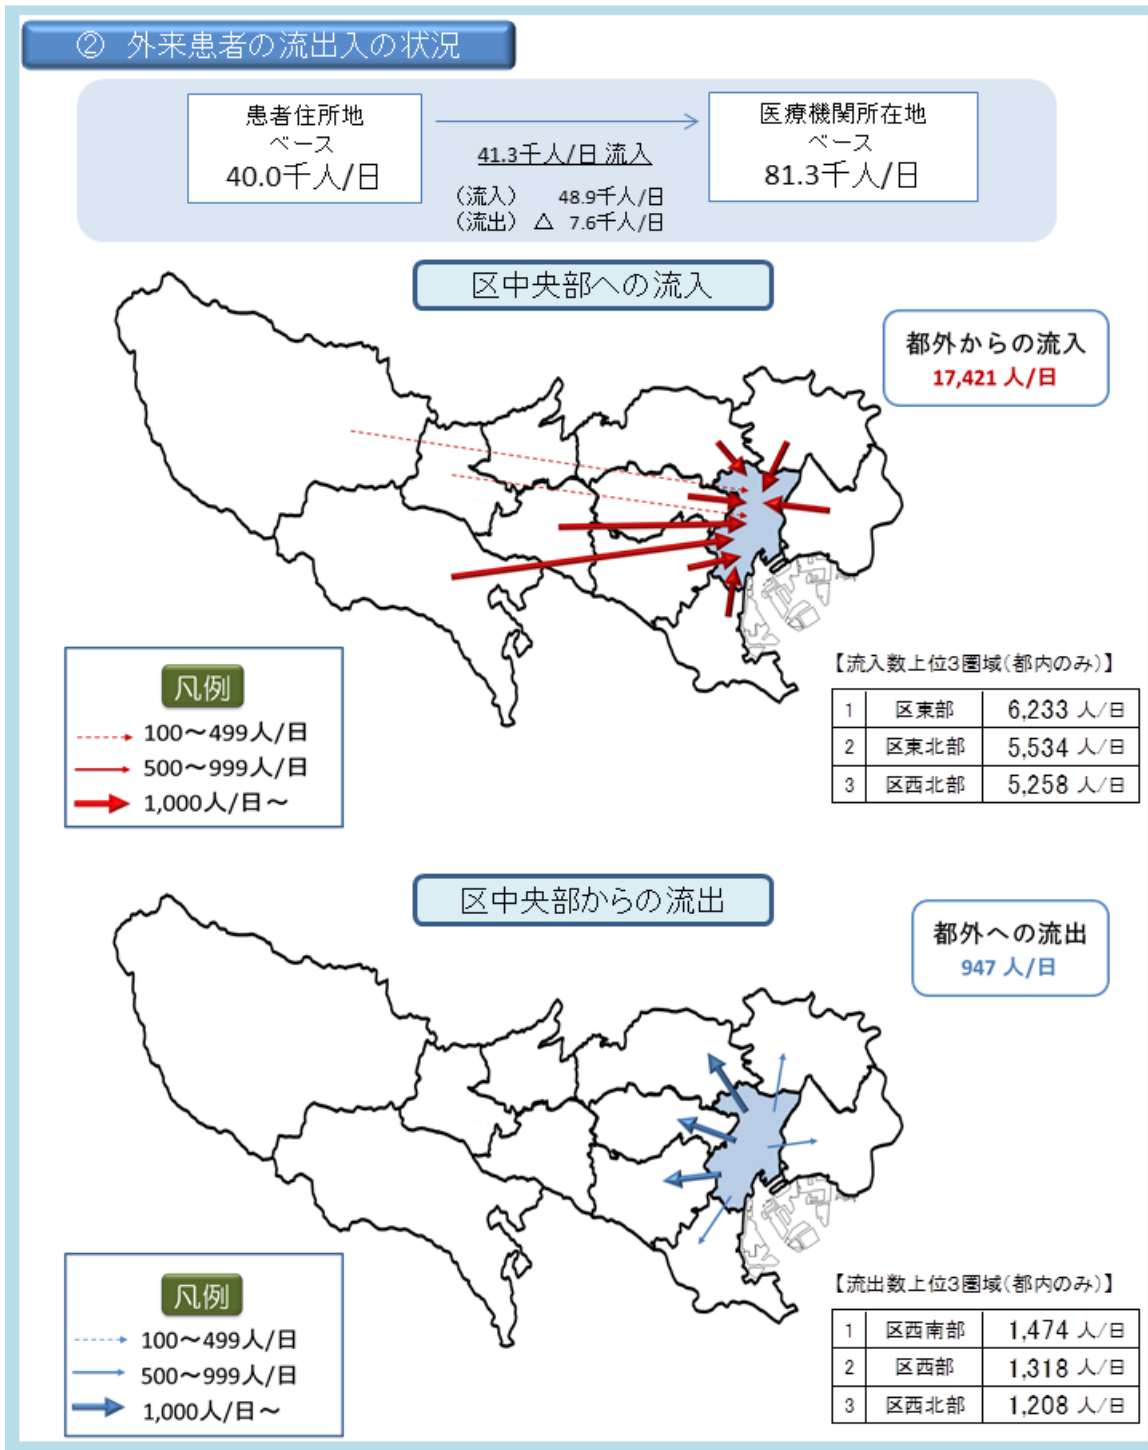 ② 外来患者の流出入の状況
患者住所地
ベース
40.0千人/日
41.3千人/日 流入
（流入） 48.9千人/日
（流出） △ 7.6千人/日
医療機関所在地
ベース
81.3千人/日
区中央部への流入
都外からの流入
17,421 人/日
凡例
100～499人/日
500～999人/日
1,000人/日～
【流入数上位3圏域（都内のみ）】
1 区東部 6,233 人/日
2 区東北部 5,534 人/日
3 区西北部 5,258 人/日
区中央部からの流出
都外への流出
947 人/日
凡例
100～499人/日
500～999人/日
1,000人/日～
【流出数上位3圏域（都内のみ）】
1 区西南部 1,474 人/日
2 区西部 1,318 人/日
3 区西北部 1,208 人/日